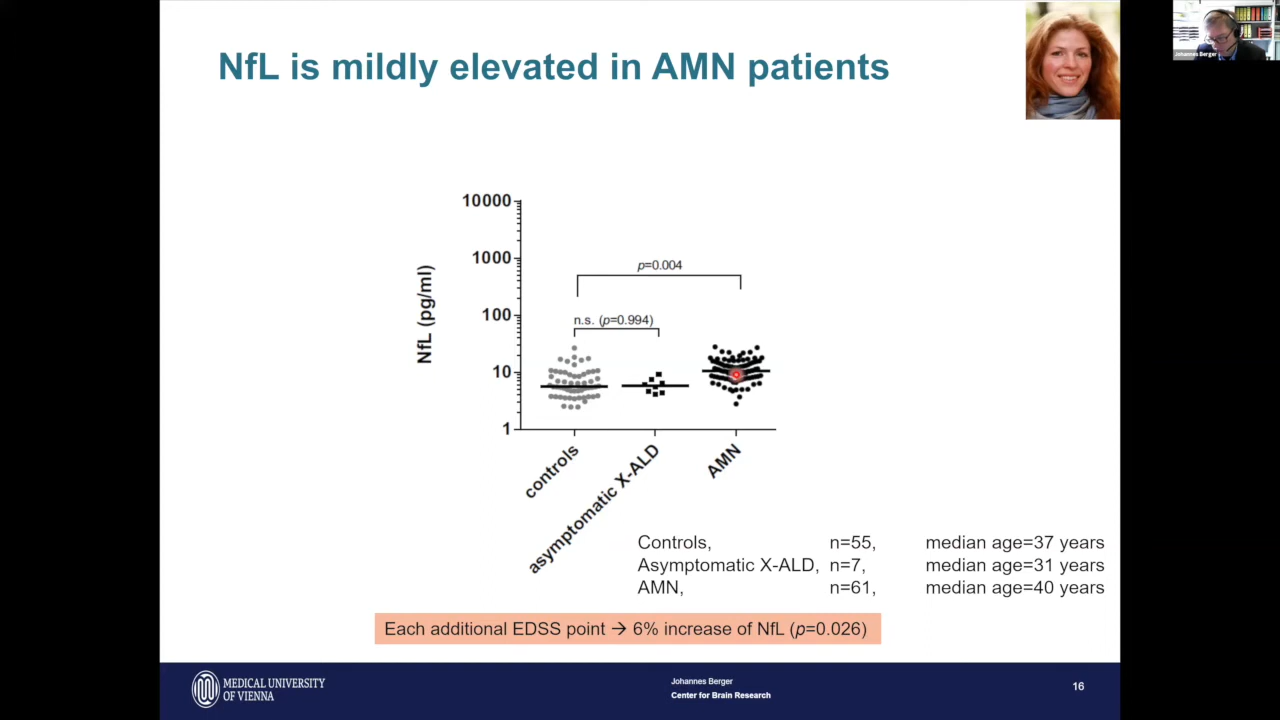 NfL is mildly elevated in AMN patients
Johannes Berger
10000
1000
100
10
1
NfL (pg/ml)
p=0.004
n.s. (p=0.994)
controls
asymptomatic X-ALD
AMN
Controls, n=55, median age=37 years
Asymptomatic X-ALD, n=7, median age=31 years
AMN, n=61, median age=40 years
Each additional EDSS point → 6% increase of NfL (p=0.026)
MEDICAL UNIVERSITY
OF VIENNA
Johannes Berger
Center for Brain Research
16